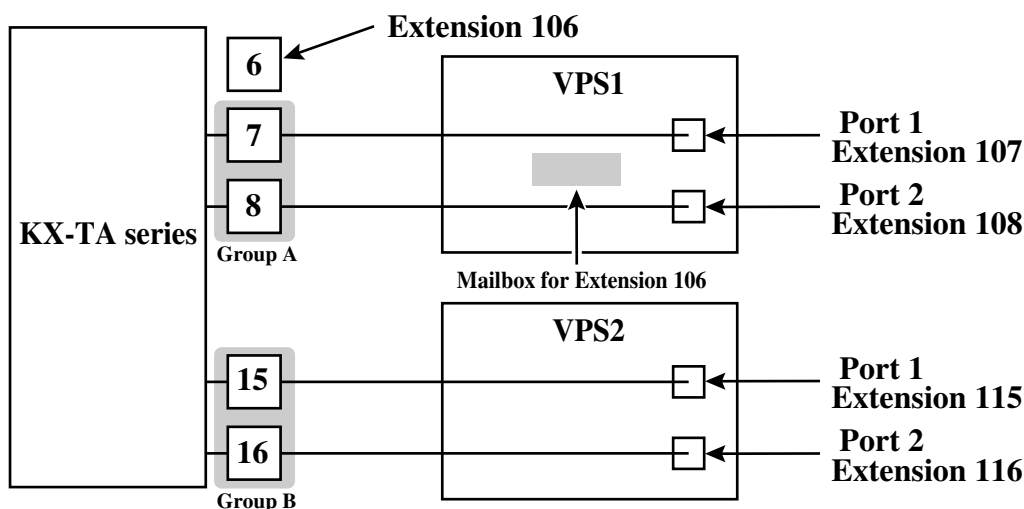 Extension 106
6
VPS1
7
Port 1
Extension 107
8
Port 2
Extension 108
KX-TA series
Group A
Mailbox for Extension 106
VPS2
15
Port 1
Extension 115
16
Port 2
Extension 116
Group B